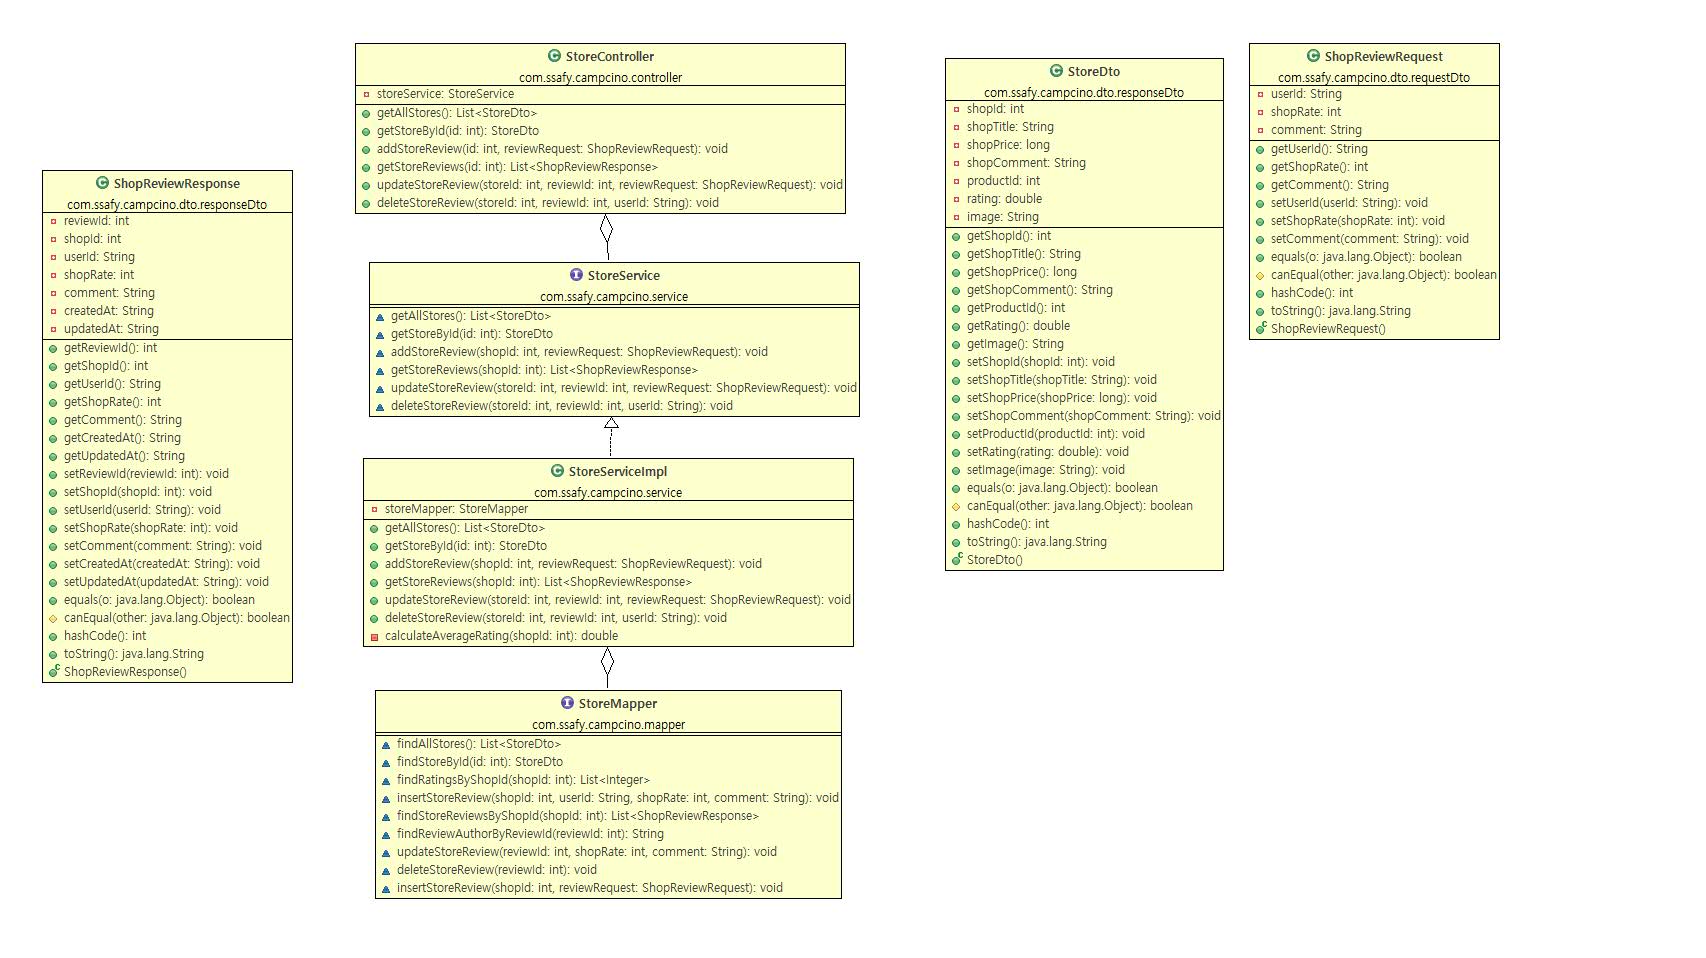 StoreController
com.ssafy.campcino.controller
storeService: StoreService
getAllStores(): List<StoreDto>
getStoreById(id: int): StoreDto
addStoreReview(id: int, reviewRequest: ShopReviewRequest): void
getStoreReviews(id: int): List<ShopReviewResponse>
updateStoreReview(storeId: int, reviewId: int, reviewRequest: ShopReviewRequest): void
deleteStoreReview(storeId: int, reviewId: int, userId: String): void
StoreDto
com.ssafy.campcino.dto.responseDto
shopId: int
shopTitle: String
shopPrice: long
shopComment: String
productId: int
rating: double
image: String
getShopId(): int
getShopTitle(): String
getShopPrice(): long
getShopComment(): String
getProductId(): int
getRating(): double
getImage(): String
setShopId(shopId: int): void
setShopTitle(shopTitle: String): void
setShopPrice(shopPrice: long): void
setShopComment(shopComment: String): void
setProductId(productId: int): void
setRating(rating: double): void
setImage(image: String): void
equals(o: java.lang.Object): boolean
canEqual(other: java.lang.Object): boolean
hashCode(): int
toString(): java.lang.String
StoreDto()
ShopReviewRequest
com.ssafy.campcino.dto.requestDto
userId: String
shopRate: int
comment: String
getUserId(): String
getShopRate(): int
getComment(): String
setUserId(userId: String): void
setShopRate(shopRate: int): void
setComment(comment: String): void
equals(o: java.lang.Object): boolean
canEqual(other: java.lang.Object): boolean
hashCode(): int
toString(): java.lang.String
ShopReviewRequest()
ShopReviewResponse
com.ssafy.campcino.dto.responseDto
reviewId: int
shopId: int
userId: String
shopRate: int
comment: String
createdAt: String
updatedAt: String
getReviewId(): int
getShopId(): int
getUserId(): String
getShopRate(): int
getComment(): String
getCreatedAt(): String
getUpdatedAt(): String
setReviewId(reviewId: int): void
setShopId(shopId: int): void
setUserId(userId: String): void
setShopRate(shopRate: int): void
setComment(comment: String): void
setCreatedAt(createdAt: String): void
setUpdatedAt(updatedAt: String): void
equals(o: java.lang.Object): boolean
canEqual(other: java.lang.Object): boolean
hashCode(): int
toString(): java.lang.String
ShopReviewResponse()
StoreService
com.ssafy.campcino.service
getAllStores(): List<StoreDto>
getStoreById(id: int): StoreDto
addStoreReview(shopId: int, reviewRequest: ShopReviewRequest): void
getStoreReviews(shopId: int): List<ShopReviewResponse>
updateStoreReview(storeId: int, reviewId: int, reviewRequest: ShopReviewRequest): void
deleteStoreReview(storeId: int, reviewId: int, userId: String): void
StoreServiceImpl
com.ssafy.campcino.service
storeMapper: StoreMapper
getAllStores(): List<StoreDto>
getStoreById(id: int): StoreDto
addStoreReview(shopId: int, reviewRequest: ShopReviewRequest): void
getStoreReviews(shopId: int): List<ShopReviewResponse>
updateStoreReview(storeId: int, reviewId: int, reviewRequest: ShopReviewRequest): void
deleteStoreReview(storeId: int, reviewId: int, userId: String): void
calculateAverageRating(shopId: int): double
StoreMapper
com.ssafy.campcino.mapper
findAllStores(): List<StoreDto>
findStoreById(id: int): StoreDto
findRatingsByShopId(shopId: int): List<Integer>
insertStoreReview(shopId: int, userId: String, shopRate: int, comment: String): void
findStoreReviewsByShopId(shopId: int): List<ShopReviewResponse>
findReviewAuthorByReviewId(reviewId: int): String
updateStoreReview(reviewId: int, shopRate: int, comment: String): void
deleteStoreReview(reviewId: int): void
insertStoreReview(shopId: int, reviewRequest: ShopReviewRequest): void